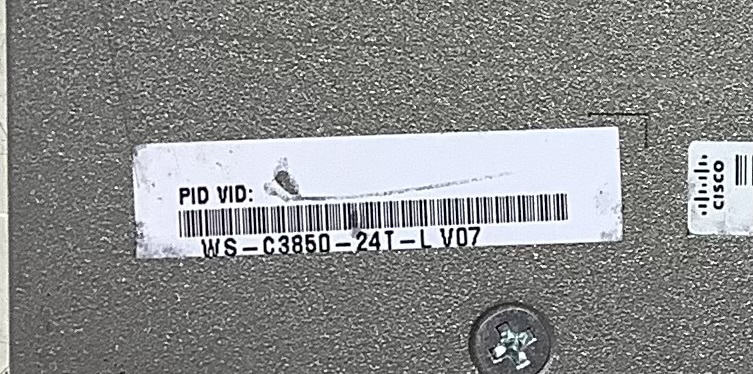 PID VID:
WS-C3850-24T-L V07
CISCO